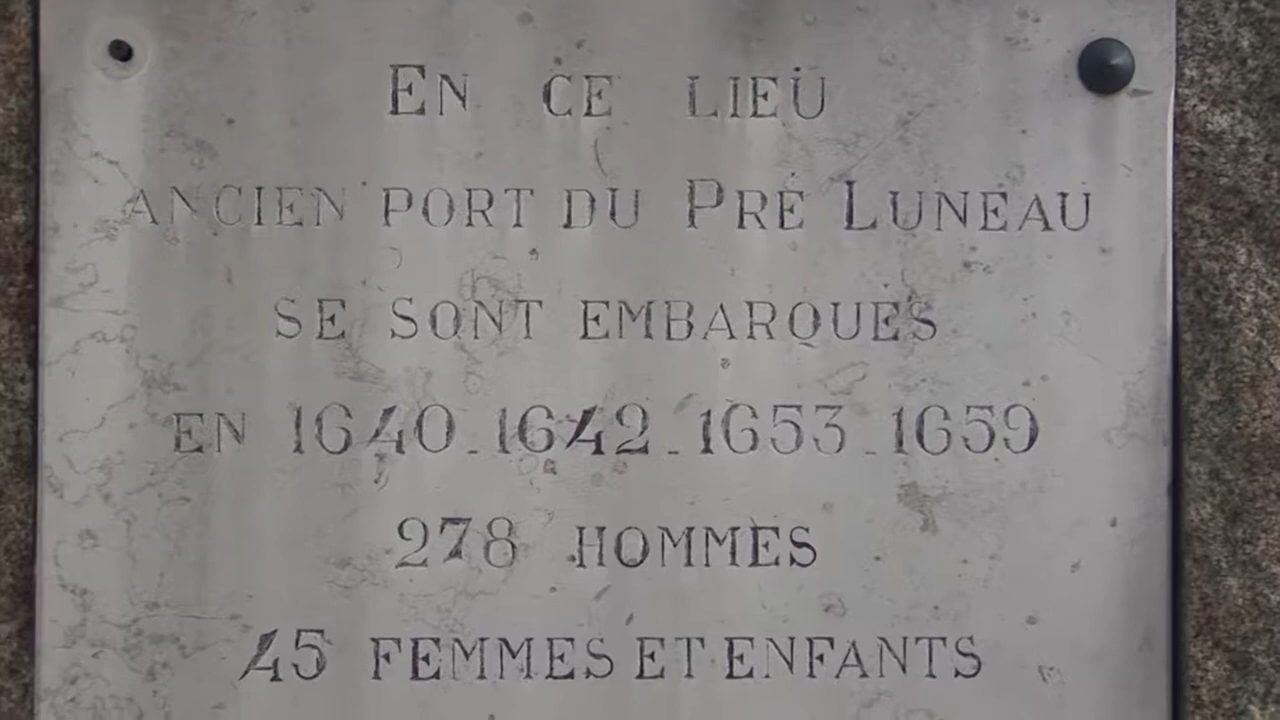 EN CE LIEU
ANCIEN PORT DU PRÉ LUNEAU
SE SONT EMBARQUÉS
EN 1640 - 1642 - 1653 - 1659
278 HOMMES
45 FEMMES ET ENFANTS